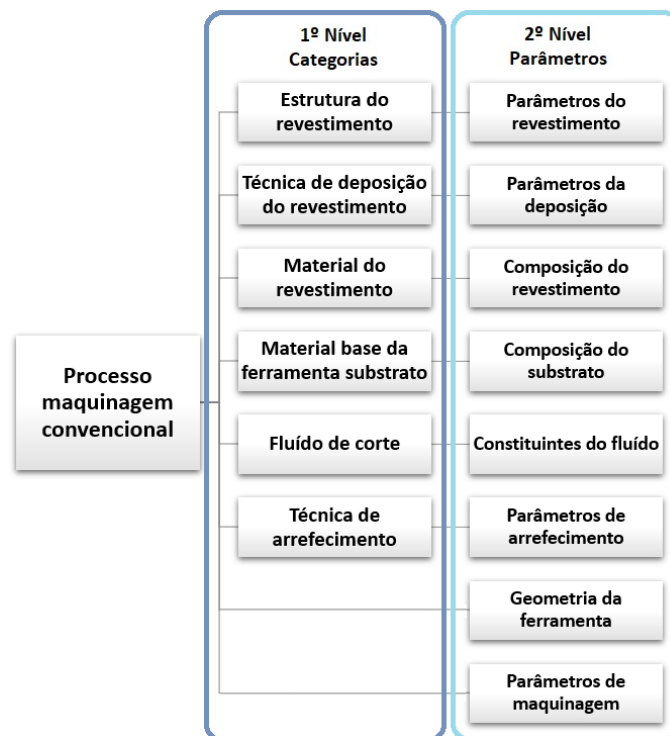 1º Nível
Categorias
2º Nível
Parâmetros
Processo
maquinagem
convencional
Estrutura do
revestimento
Parâmetros do
revestimento
Técnica de deposição
do revestimento
Parâmetros da
deposição
Material do
revestimento
Composição do
revestimento
Material base da
ferramenta substrato
Composição do
substrato
Fluído de corte
Constituintes do fluído
Técnica de
arrefecimento
Parâmetros de
arrefecimento
Geometria da
ferramenta
Parâmetros de
maquinagem